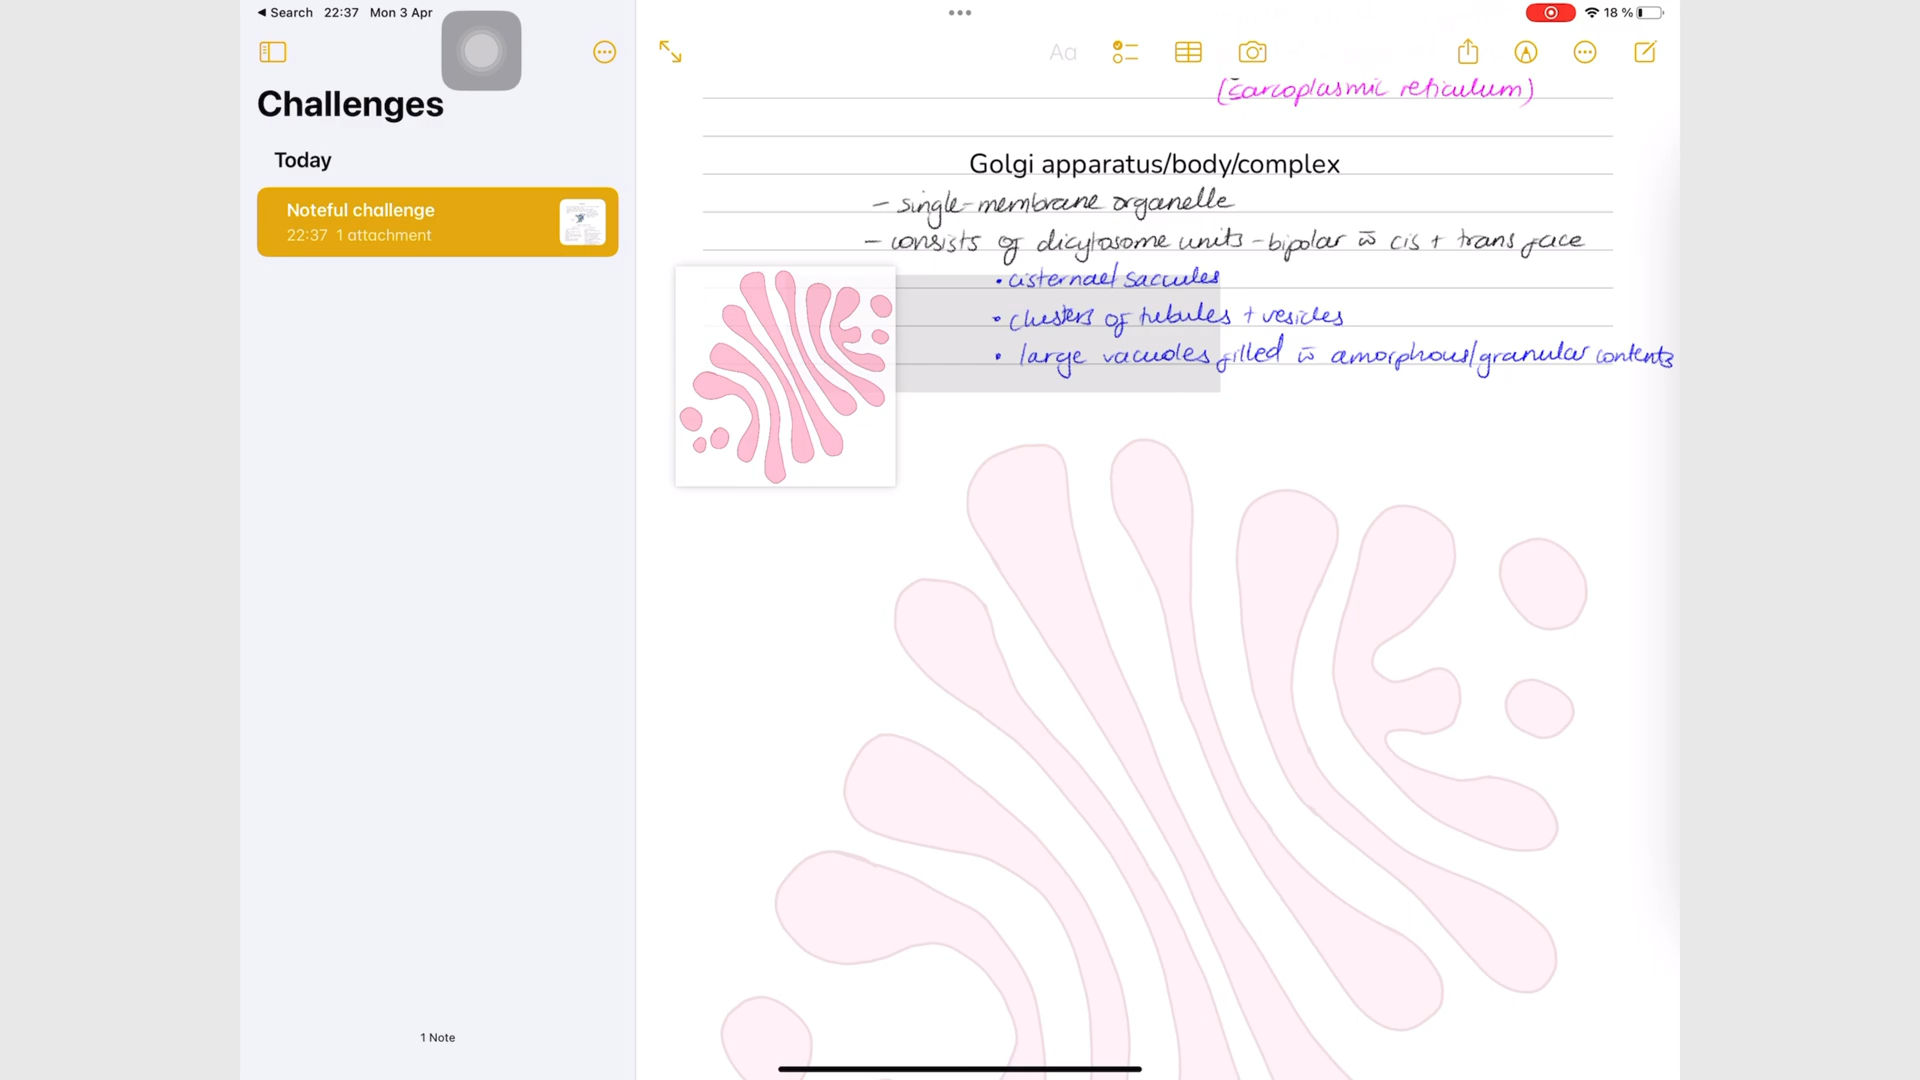 ◀ Search 22:37 Mon 3 Apr
18 %
Challenges
Today
Noteful challenge
22:37 1 attachment
1 Note
Aa
(sarcoplasmic reticulum)
Golgi apparatus/body/complex
– single-membrane organelle
– consists of dicytosome units – bipolar w̄ cis + trans face
• cisternael saccules
• clusters of tubules + vesicles
• large vacuoles filled w̄ amorphous/granular contents